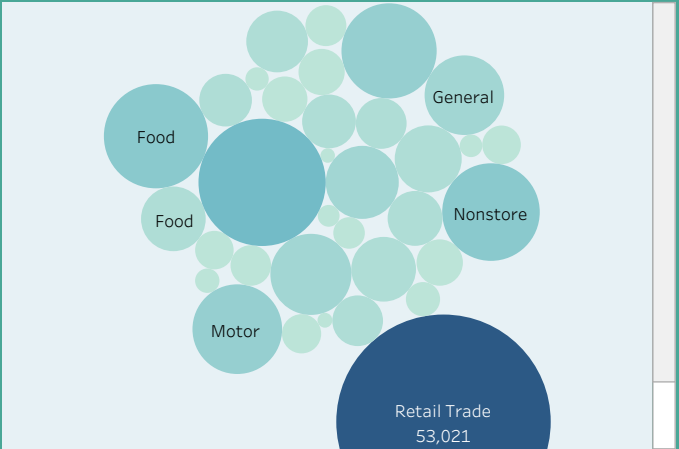 General
Food
Nonstore
Food
Motor
Retail Trade
53,021